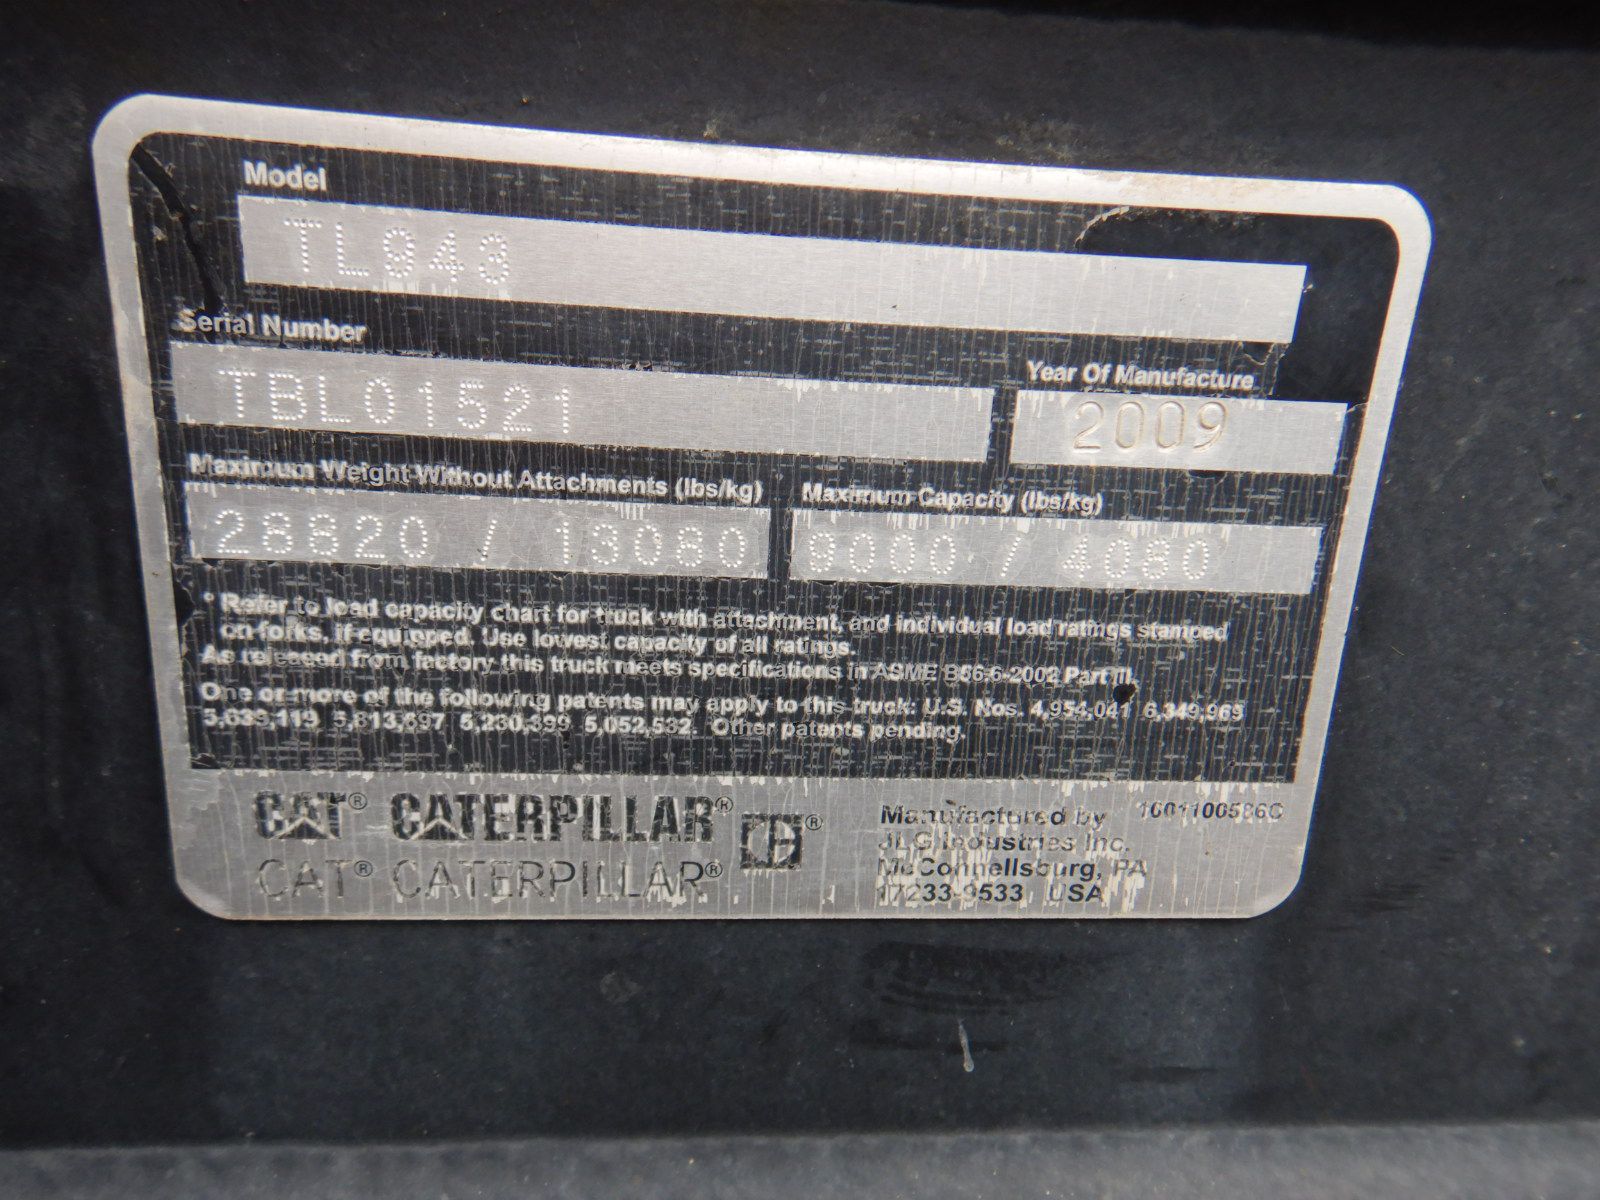 Model
TL943
Serial Number
TBL01521
Year Of Manufacture
2009
Maximum Weight Without Attachments (lbs/kg)
28820 / 13080
Maximum Capacity (lbs/kg)
9000 / 4080
* Refer to load capacity chart for truck with attachment, and individual load ratings stamped
on forks, if equipped. Use lowest capacity of all ratings.
As released from factory this truck meets specifications in ASME B56.6-2002 Part III.
One or more of the following patents may apply to this truck: U.S. Nos. 4,954,041 6,349,969
5,639,119 5,813,697 5,230,399 5,052,532. Other patents pending.
CAT® CATERPILLAR®
CAT® CATERPILLAR®
Manufactured by
JLG Industries Inc.
McConnellsburg, PA
17233-9533 USA
1001100586C